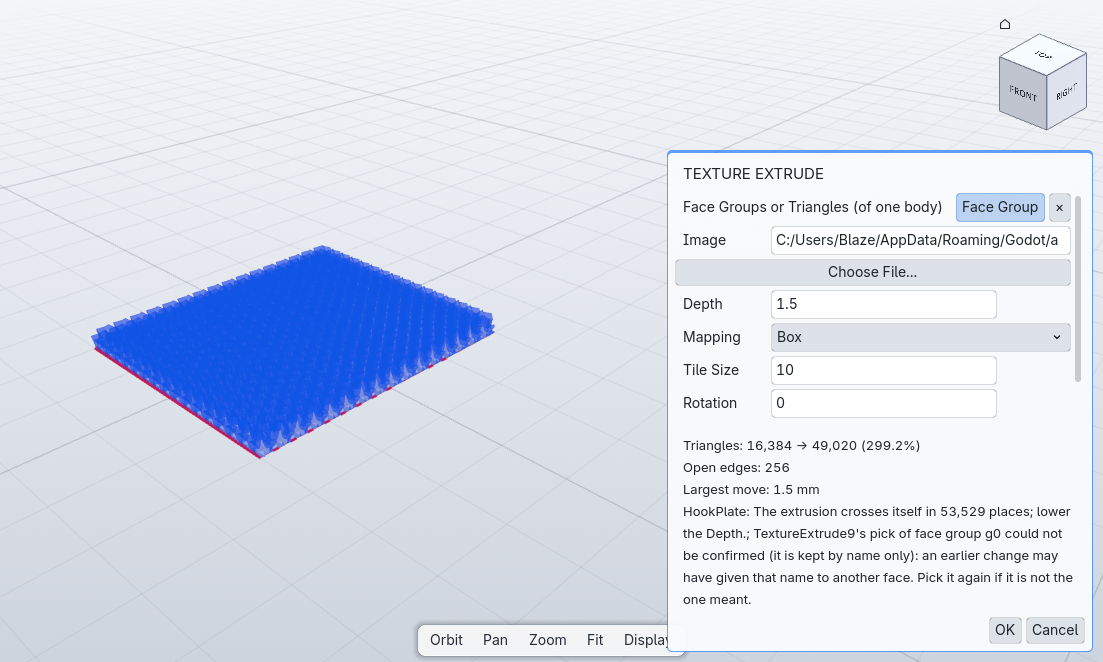 TOP
FRONT
RIGHT
TEXTURE EXTRUDE
Face Groups or Triangles (of one body) Face Group ×
Image C:/Users/Blaze/AppData/Roaming/Godot/a
Choose File...
Depth 1.5
Mapping Box
Tile Size 10
Rotation 0
Triangles: 16,384 → 49,020 (299.2%)
Open edges: 256
Largest move: 1.5 mm
HookPlate: The extrusion crosses itself in 53,529 places; lower
the Depth.; TextureExtrude9's pick of face group g0 could not
be confirmed (it is kept by name only): an earlier change may
have given that name to another face. Pick it again if it is not the
one meant.
OK Cancel
Orbit Pan Zoom Fit Display